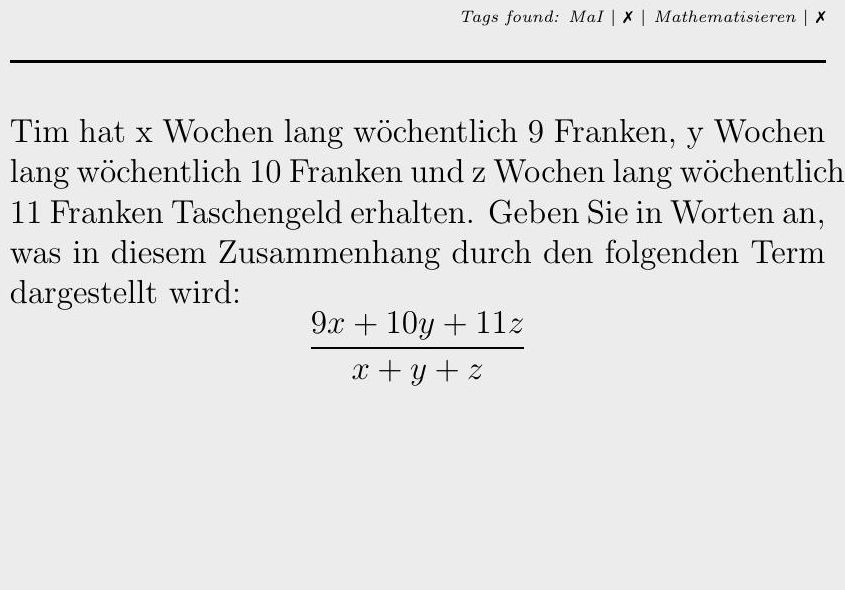 Tags found: MaI | ✗ | Mathematisieren | ✗
Tim hat x Wochen lang wöchentlich 9 Franken, y Wochen
lang wöchentlich 10 Franken und z Wochen lang wöchentlich
11 Franken Taschengeld erhalten. Geben Sie in Worten an,
was in diesem Zusammenhang durch den folgenden Term
dargestellt wird:
9x + 10y + 11z
x + y + z